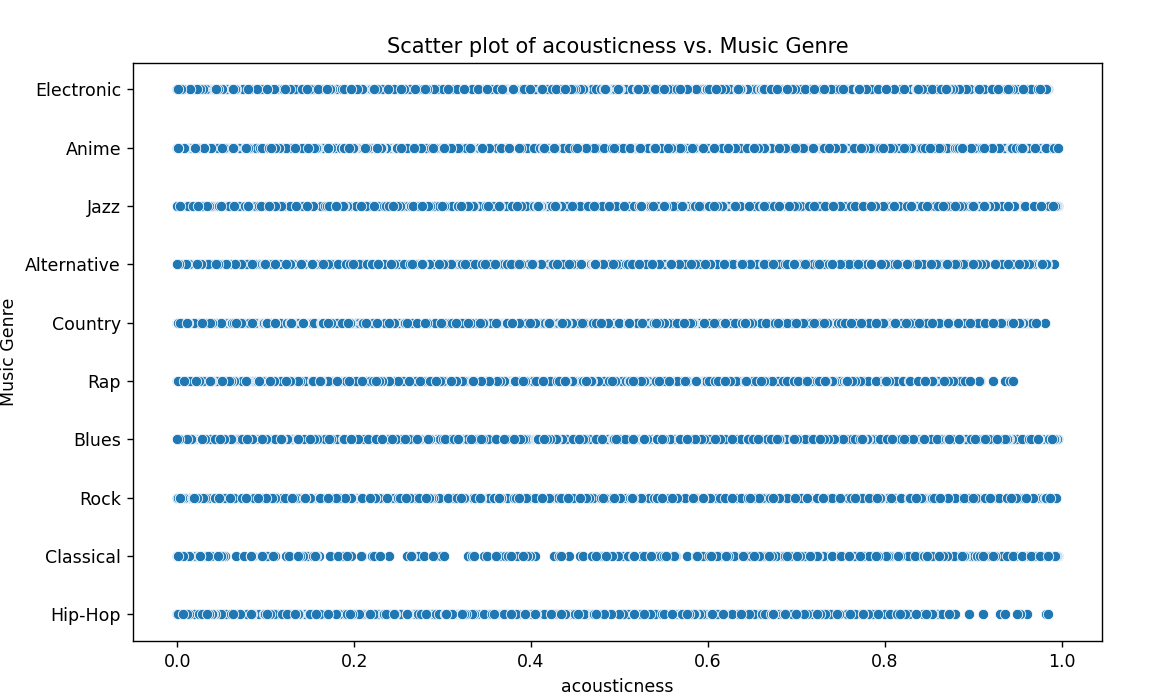 Scatter plot of acousticness vs. Music Genre
Music Genre
Electronic
Anime
Jazz
Alternative
Country
Rap
Blues
Rock
Classical
Hip-Hop
0.0 0.2 0.4 0.6 0.8 1.0
acousticness